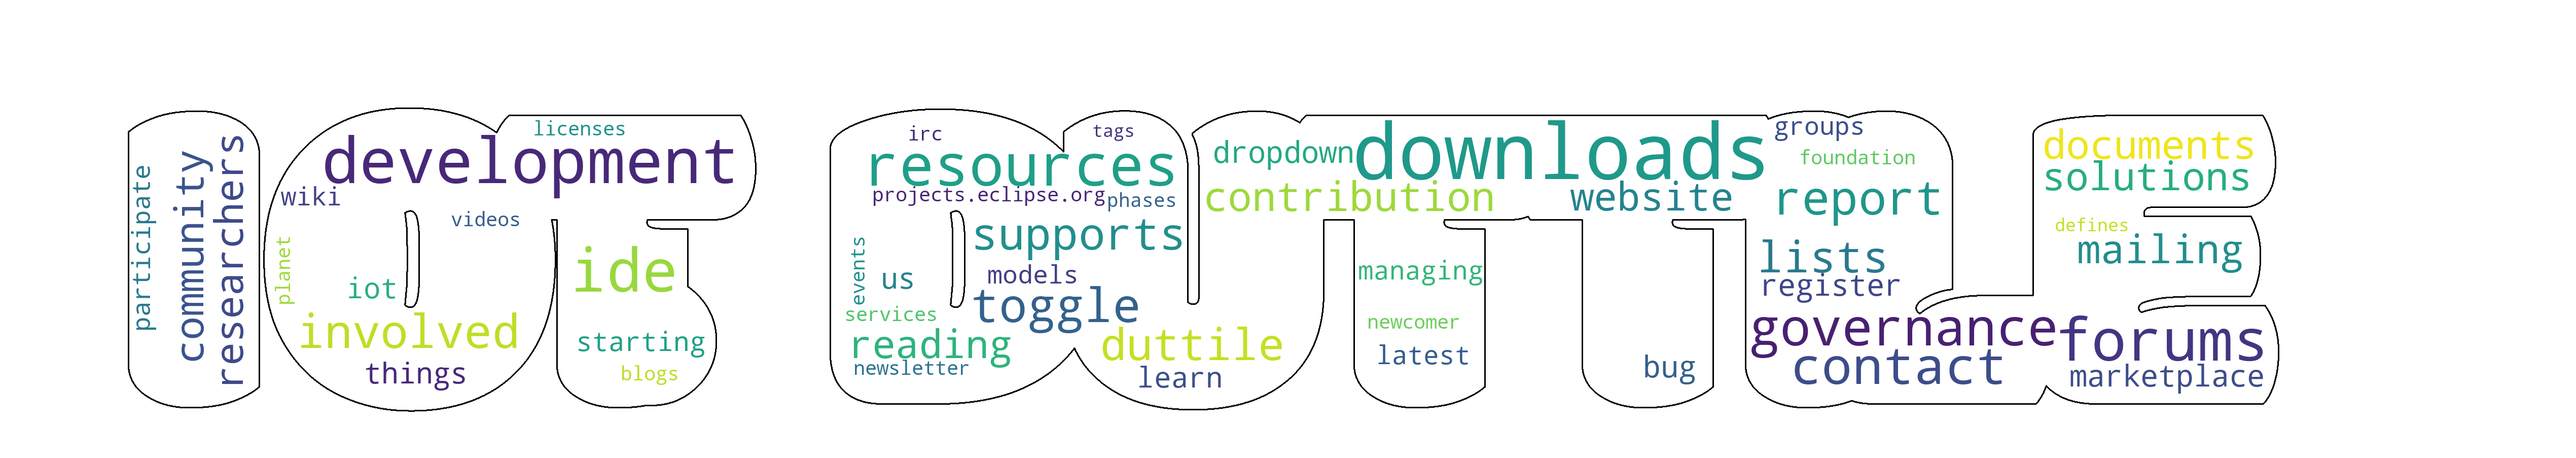 participate
community
researchers
licenses
development
wiki
videos
planet
iot
involved
things
ide
starting
blogs
irc
tags
resources
projects.eclipse.org
phases
supports
events
us
models
services
toggle
reading
newsletter
duttile
learn
dropdown
downloads
contribution
website
managing
newcomer
latest
bug
groups
foundation
report
lists
register
governance
contact
documents
solutions
defines
mailing
forums
marketplace